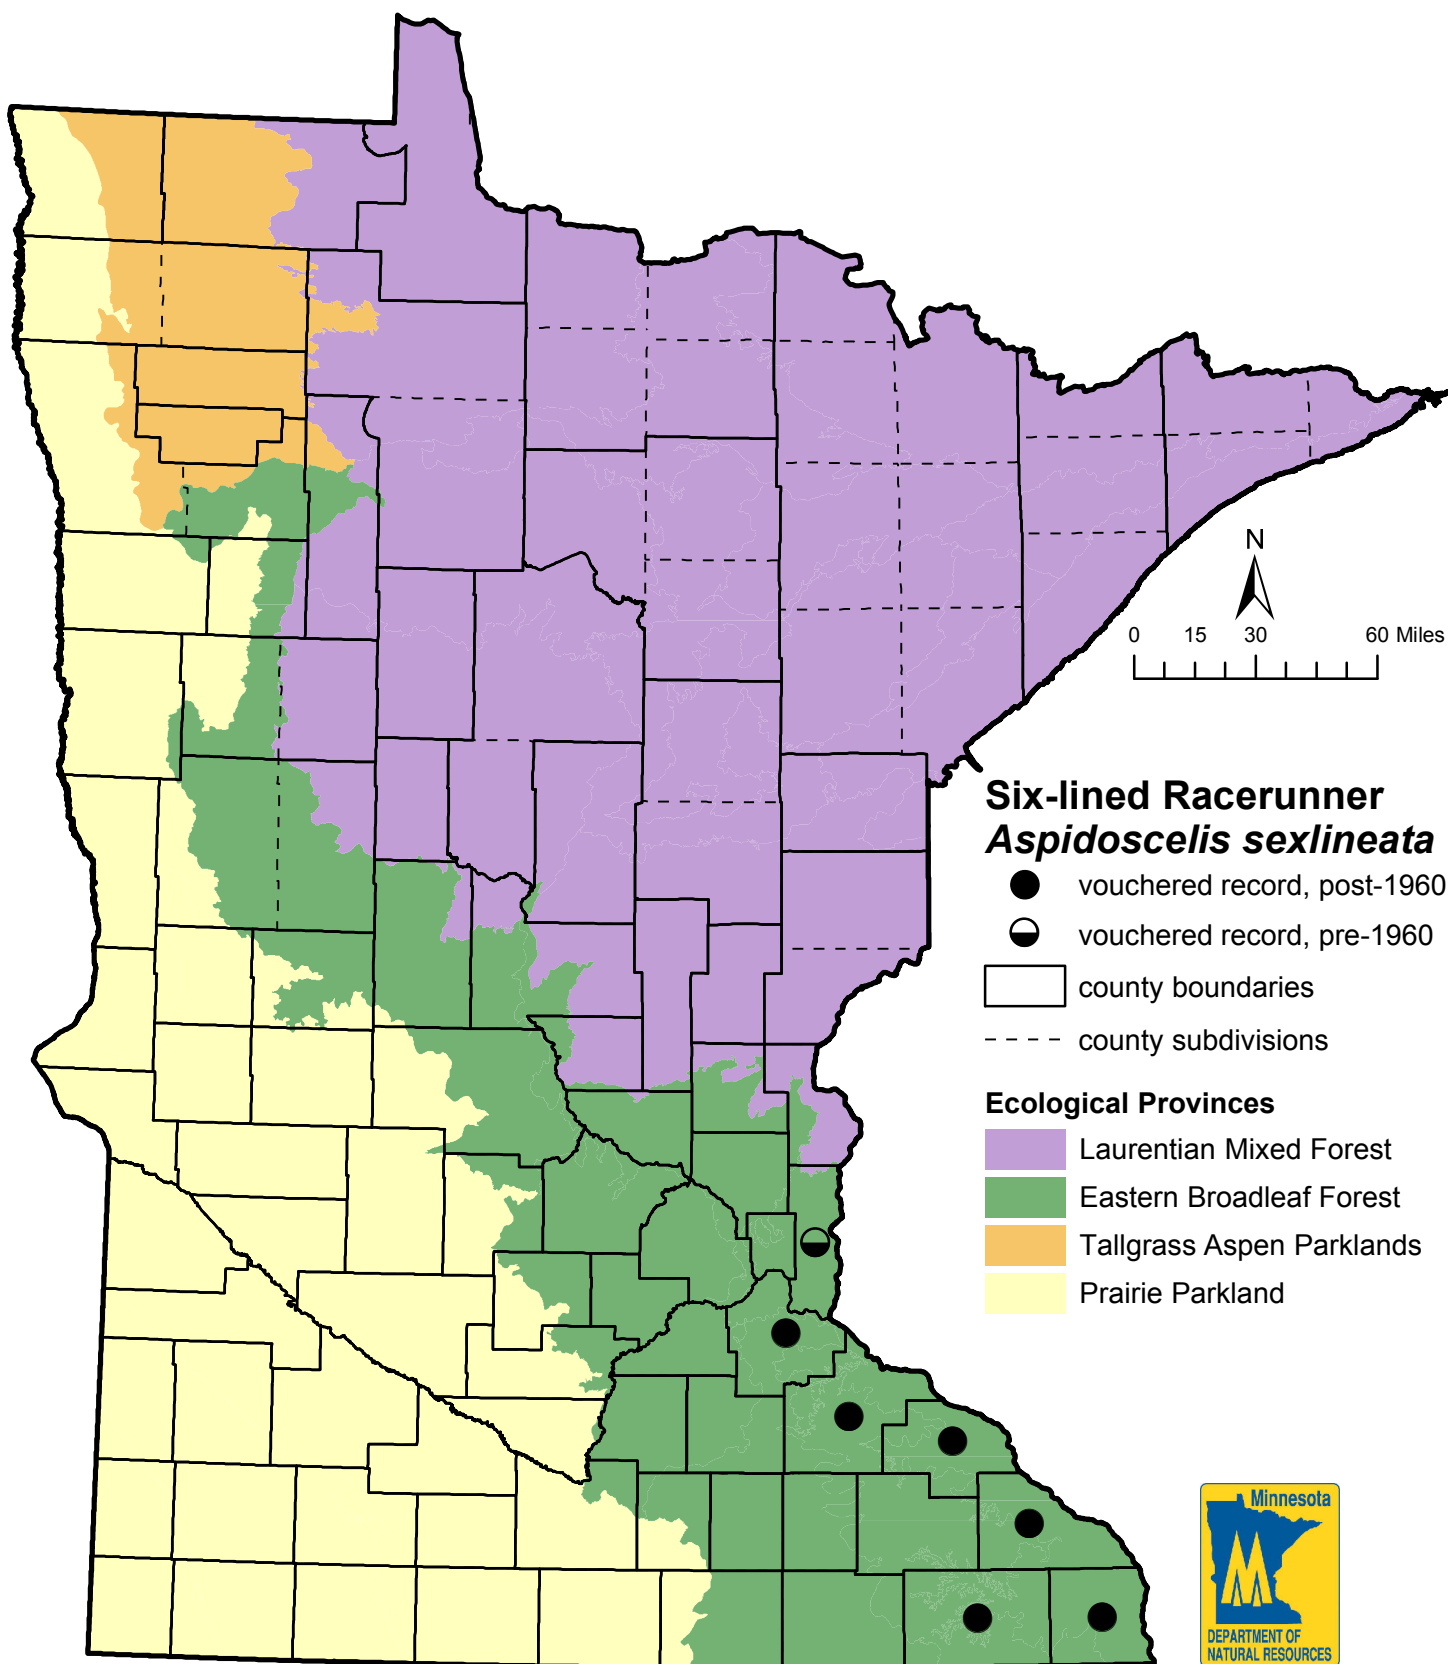 N
0 15 30 60 Miles
Six-lined Racerunner
Aspidoscelis sexlineata
vouchered record, post-1960
vouchered record, pre-1960
county boundaries
county subdivisions
Ecological Provinces
Laurentian Mixed Forest
Eastern Broadleaf Forest
Tallgrass Aspen Parklands
Prairie Parkland
Minnesota
DEPARTMENT OF
NATURAL RESOURCES